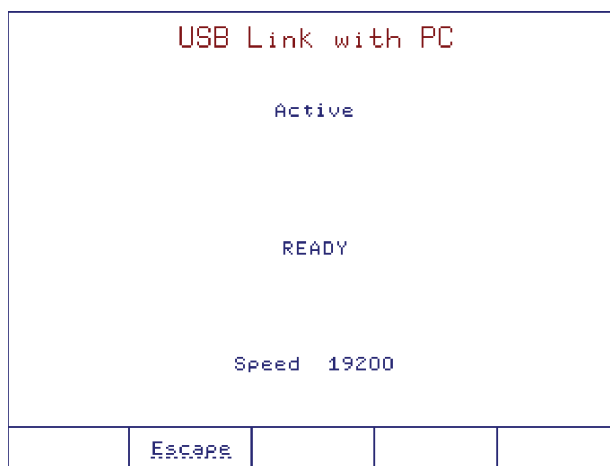 USB Link with PC
Active
READY
Speed 19200
Escape